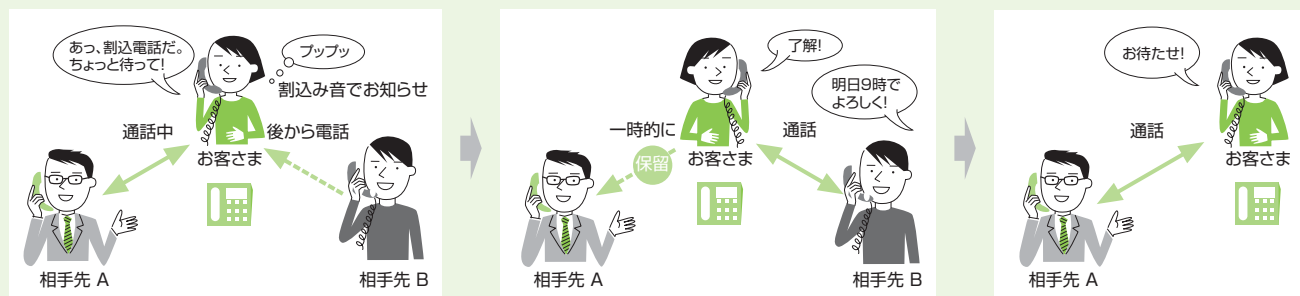 あっ、割込電話だ。
ちょっと待って!
プップッ
割込み音でお知らせ
通話中
後から電話
お客さま
相手先 A
相手先 B
了解!
明日9時で
よろしく!
一時的に
保留
通話
お客さま
相手先 A
相手先 B
お待たせ!
通話
お客さま
相手先 A